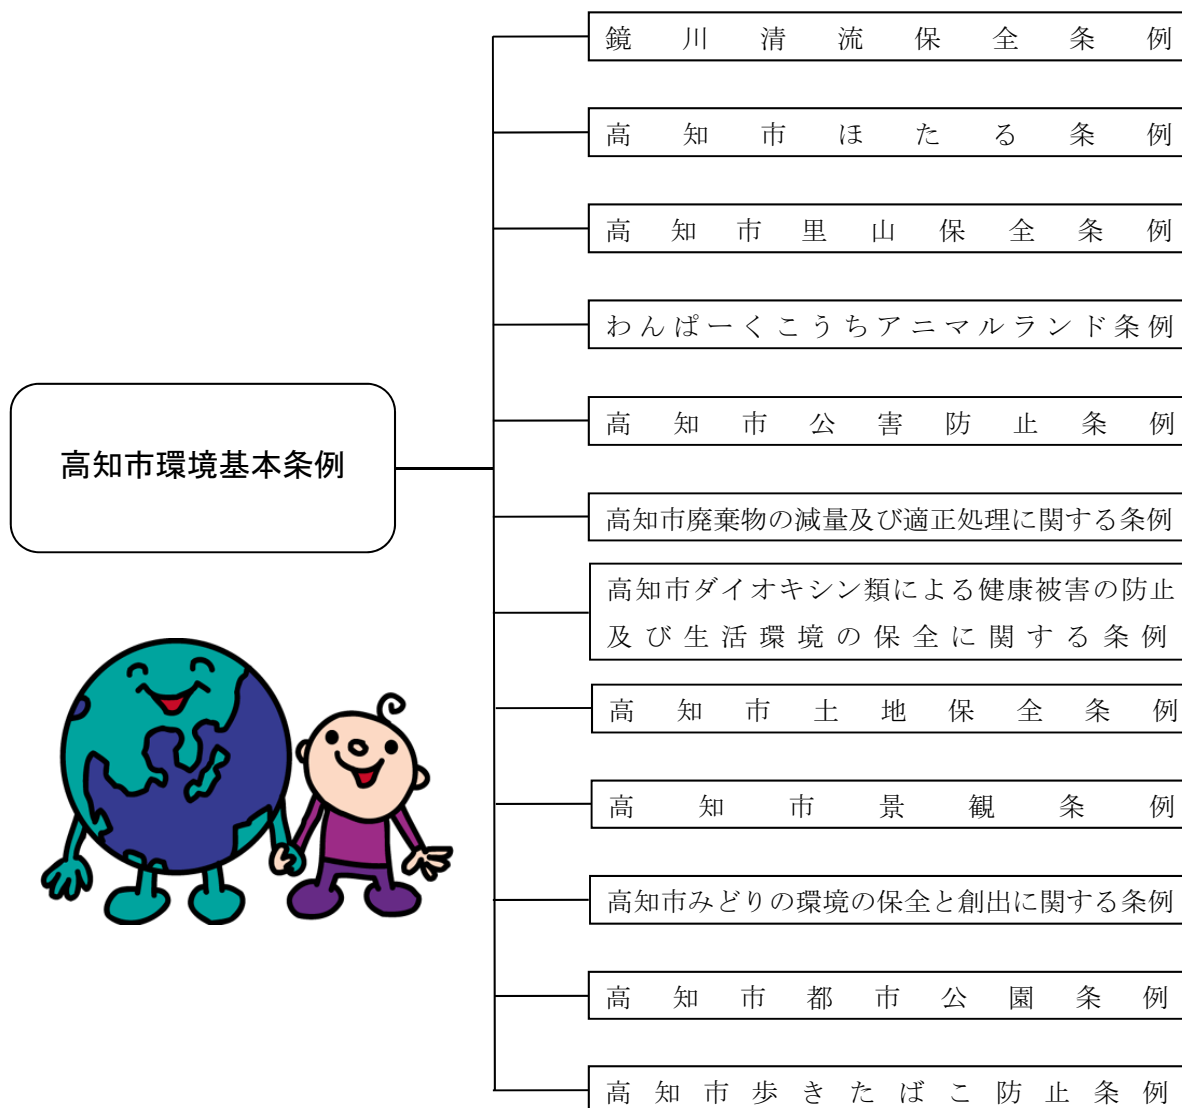 鏡川清流保全条例
高知市ほたる条例
高知市里山保全条例
わんぱーくこうちアニマルランド条例
高知市公害防止条例
高知市環境基本条例
高知市廃棄物の減量及び適正処理に関する条例
高知市ダイオキシン類による健康被害の防止
及び生活環境の保全に関する条例
高知市土地保全条例
高知市景観条例
高知市みどりの環境の保全と創出に関する条例
高知市都市公園条例
高知市歩きたばこ防止条例